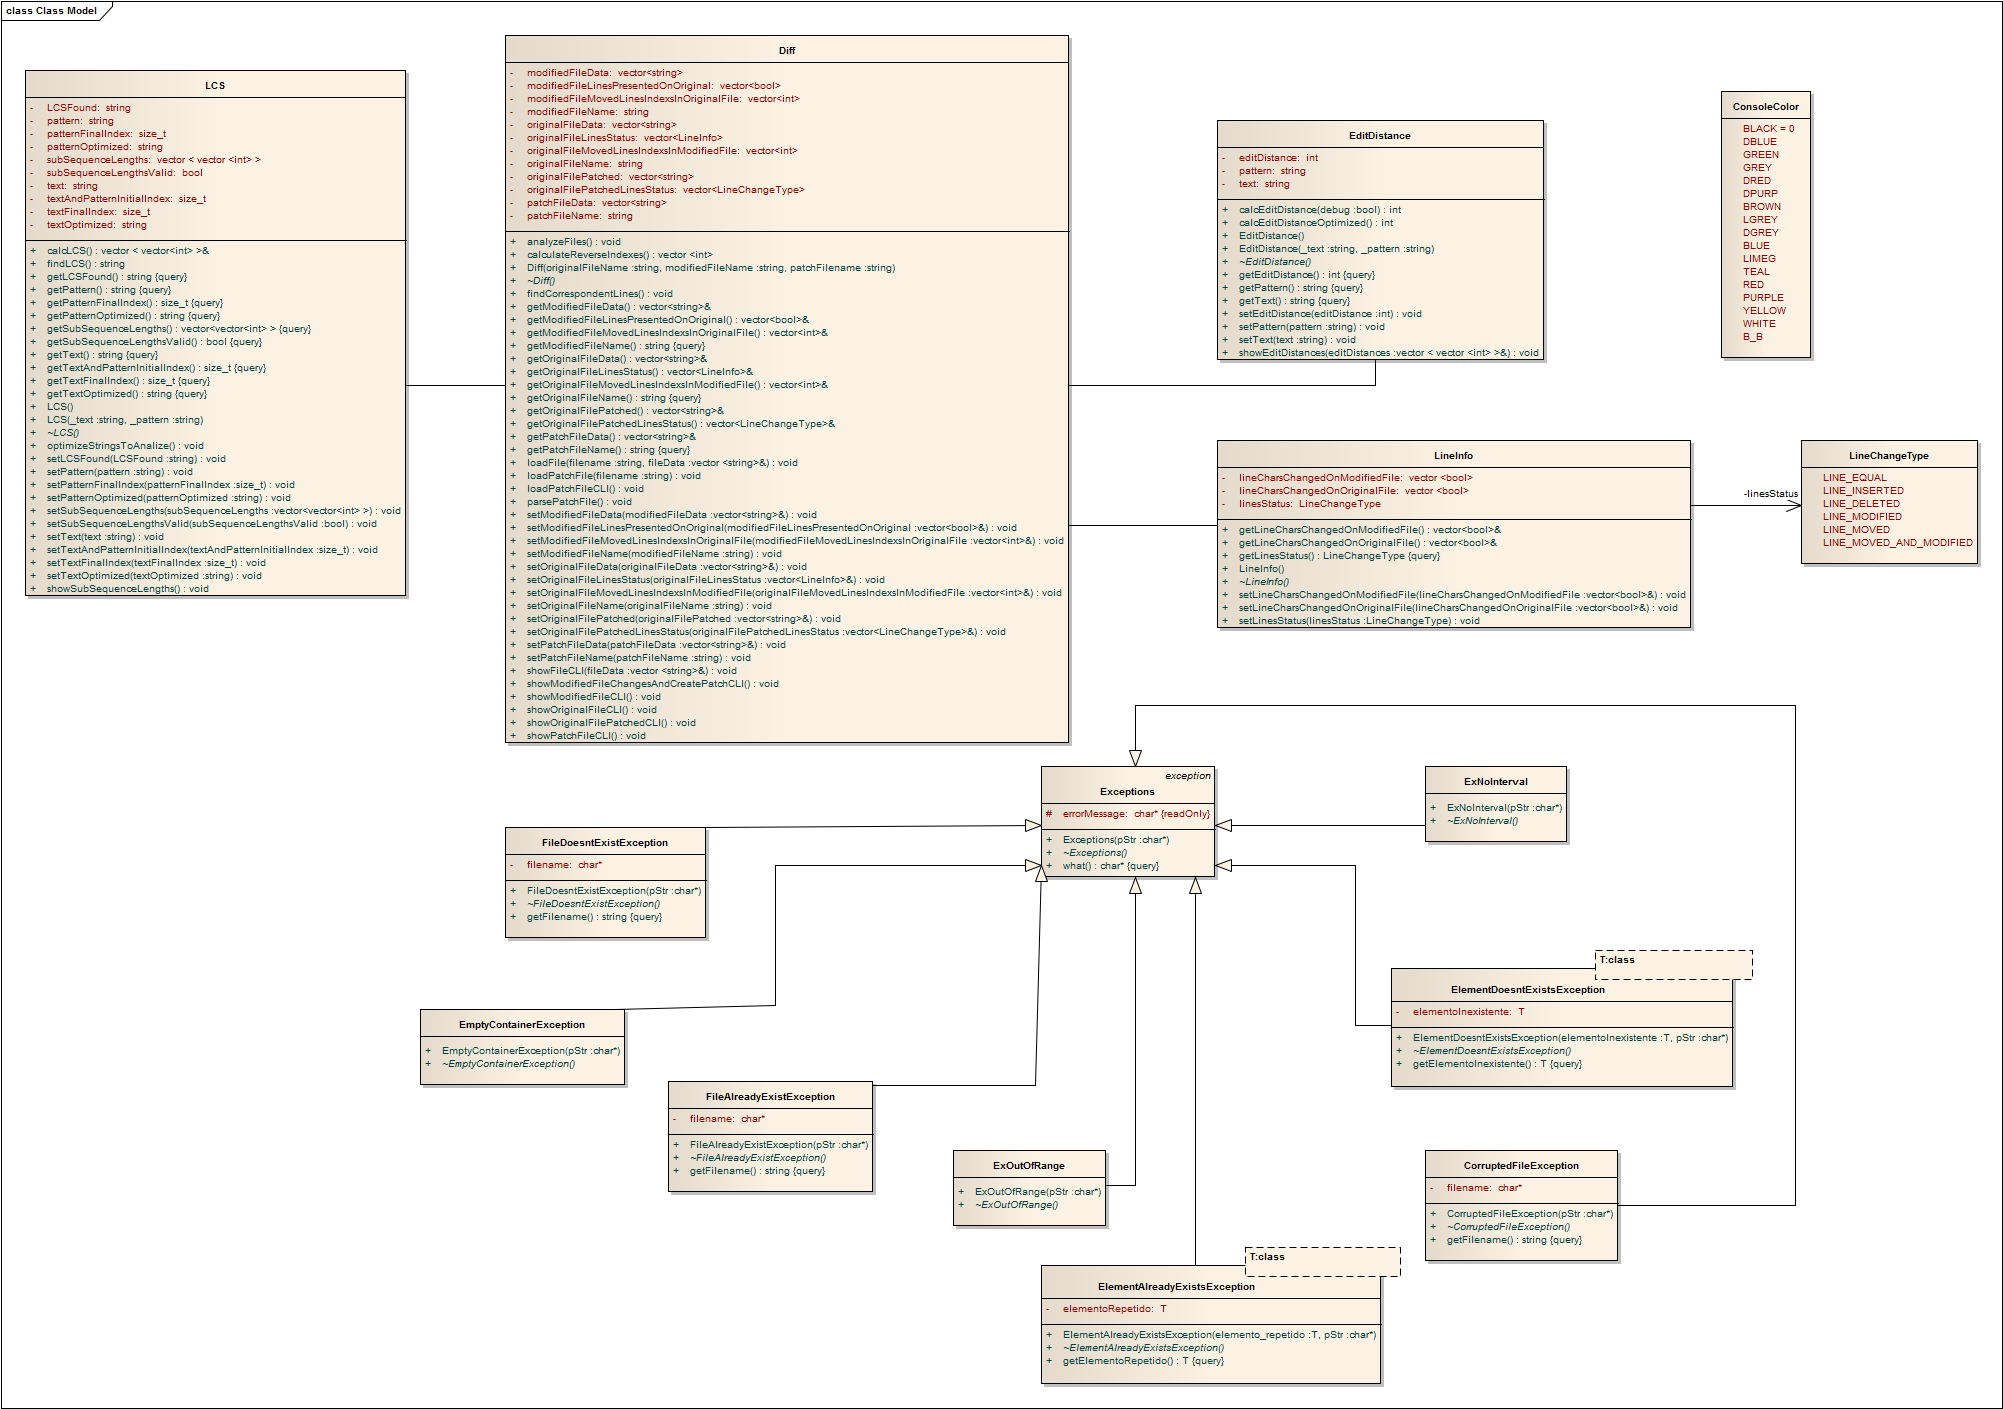 class Class Model
LCS
- LCSFound: string
- pattern: string
- patternFinalIndex: size_t
- patternOptimized: string
- subSequenceLengths: vector < vector <int> >
- subSequenceLengthsValid: bool
- text: string
- textAndPatternInitialIndex: size_t
- textFinalIndex: size_t
- textOptimized: string
+ calcLCS() : vector < vector<int> >&
+ findLCS() : string
+ getLCSFound() : string {query}
+ getPattern() : string {query}
+ getPatternFinalIndex() : size_t {query}
+ getPatternOptimized() : string {query}
+ getSubSequenceLengths() : vector<vector<int> > {query}
+ getSubSequenceLengthsValid() : bool {query}
+ getText() : string {query}
+ getTextAndPatternInitialIndex() : size_t {query}
+ getTextFinalIndex() : size_t {query}
+ getTextOptimized() : string {query}
+ LCS()
+ LCS(_text :string, _pattern :string)
+ ~LCS()
+ optimizeStringsToAnalize() : void
+ setLCSFound(LCSFound :string) : void
+ setPattern(pattern :string) : void
+ setPatternFinalIndex(patternFinalIndex :size_t) : void
+ setPatternOptimized(patternOptimized :string) : void
+ setSubSequenceLengths(subSequenceLengths :vector<vector<int> >) : void
+ setSubSequenceLengthsValid(subSequenceLengthsValid :bool) : void
+ setText(text :string) : void
+ setTextAndPatternInitialIndex(textAndPatternInitialIndex :size_t) : void
+ setTextFinalIndex(textFinalIndex :size_t) : void
+ setTextOptimized(textOptimized :string) : void
+ showSubSequenceLengths() : void
Diff
- modifiedFileData: vector<string>
- modifiedFileLinesPresentedOnOriginal: vector<bool>
- modifiedFileMovedLinesIndexsInOriginalFile: vector<int>
- modifiedFileName: string
- originalFileData: vector<string>
- originalFileLinesStatus: vector<LineInfo>
- originalFileMovedLinesIndexsInModifiedFile: vector<int>
- originalFileName: string
- originalFilePatched: vector<string>
- originalFilePatchedLinesStatus: vector<LineChangeType>
- patchFileData: vector<string>
- patchFileName: string
+ analyzeFiles() : void
+ calculateReverseIndexes() : vector <int>
+ Diff(originalFileName :string, modifiedFileName :string, patchFilename :string)
+ ~Diff()
+ findCorrespondentLines() : void
+ getModifiedFileData() : vector<string>&
+ getModifiedFileLinesPresentedOnOriginal() : vector<bool>&
+ getModifiedFileMovedLinesIndexsInOriginalFile() : vector<int>&
+ getModifiedFileName() : string {query}
+ getOriginalFileData() : vector<string>&
+ getOriginalFileLinesStatus() : vector<LineInfo>&
+ getOriginalFileMovedLinesIndexsInModifiedFile() : vector<int>&
+ getOriginalFileName() : string {query}
+ getOriginalFilePatched() : vector<string>&
+ getOriginalFilePatchedLinesStatus() : vector<LineChangeType>&
+ getPatchFileData() : vector<string>&
+ getPatchFileName() : string {query}
+ loadFile(filename :string, fileData :vector <string>&) : void
+ loadPatchFile(filename :string) : void
+ loadPatchFileCLI() : void
+ parsePatchFile() : void
+ setModifiedFileData(modifiedFileData :vector<string>&) : void
+ setModifiedFileLinesPresentedOnOriginal(modifiedFileLinesPresentedOnOriginal :vector<bool>&) : void
+ setModifiedFileMovedLinesIndexsInOriginalFile(modifiedFileMovedLinesIndexsInOriginalFile :vector<int>&) : void
+ setModifiedFileName(modifiedFileName :string) : void
+ setOriginalFileData(originalFileData :vector<string>&) : void
+ setOriginalFileLinesStatus(originalFileLinesStatus :vector<LineInfo>&) : void
+ setOriginalFileMovedLinesIndexsInModifiedFile(originalFileMovedLinesIndexsInModifiedFile :vector<int>&) : void
+ setOriginalFileName(originalFileName :string) : void
+ setOriginalFilePatched(originalFilePatched :vector<string>&) : void
+ setOriginalFilePatchedLinesStatus(originalFilePatchedLinesStatus :vector<LineChangeType>&) : void
+ setPatchFileData(patchFileData :vector<string>&) : void
+ setPatchFileName(patchFileName :string) : void
+ showFileCLI(fileData :vector <string>&) : void
+ showModifiedFileChangesAndCreatePatchCLI() : void
+ showModifiedFileCLI() : void
+ showOriginalFileCLI() : void
+ showOriginalFilePatchedCLI() : void
+ showPatchFileCLI() : void
EditDistance
- editDistance: int
- pattern: string
- text: string
+ calcEditDistance(debug :bool) : int
+ calcEditDistanceOptimized() : int
+ EditDistance()
+ EditDistance(_text :string, _pattern :string)
+ ~EditDistance()
+ getEditDistance() : int {query}
+ getPattern() : string {query}
+ getText() : string {query}
+ setEditDistance(editDistance :int) : void
+ setPattern(pattern :string) : void
+ setText(text :string) : void
+ showEditDistances(editDistances :vector < vector <int> >&) : void
ConsoleColor
BLACK = 0
DBLUE
GREEN
GREY
DRED
DPURP
BROWN
LGREY
DGREY
BLUE
LIMEG
TEAL
RED
PURPLE
YELLOW
WHITE
B_B
LineInfo
- lineCharsChangedOnModifiedFile: vector <bool>
- lineCharsChangedOnOriginalFile: vector <bool>
- linesStatus: LineChangeType
+ getLineCharsChangedOnModifiedFile() : vector<bool>&
+ getLineCharsChangedOnOriginalFile() : vector<bool>&
+ getLinesStatus() : LineChangeType {query}
+ LineInfo()
+ ~LineInfo()
+ setLineCharsChangedOnModifiedFile(lineCharsChangedOnModifiedFile :vector<bool>&) : void
+ setLineCharsChangedOnOriginalFile(lineCharsChangedOnOriginalFile :vector<bool>&) : void
+ setLinesStatus(linesStatus :LineChangeType) : void
-linesStatus
LineChangeType
LINE_EQUAL
LINE_INSERTED
LINE_DELETED
LINE_MODIFIED
LINE_MOVED
LINE_MOVED_AND_MODIFIED
exception
Exceptions
# errorMessage: char* {readOnly}
+ Exceptions(pStr :char*)
+ ~Exceptions()
+ what() : char* {query}
ExNoInterval
+ ExNoInterval(pStr :char*)
+ ~ExNoInterval()
FileDoesntExistException
- filename: char*
+ FileDoesntExistException(pStr :char*)
+ ~FileDoesntExistException()
+ getFilename() : string {query}
T:class
ElementDoesntExistsException
- elementoInexistente: T
+ ElementDoesntExistsException(elementoInexistente :T, pStr :char*)
+ ~ElementDoesntExistsException()
+ getElementoInexistente() : T {query}
EmptyContainerException
+ EmptyContainerException(pStr :char*)
+ ~EmptyContainerException()
FileAlreadyExistException
- filename: char*
+ FileAlreadyExistException(pStr :char*)
+ ~FileAlreadyExistException()
+ getFilename() : string {query}
ExOutOfRange
+ ExOutOfRange(pStr :char*)
+ ~ExOutOfRange()
CorruptedFileException
- filename: char*
+ CorruptedFileException(pStr :char*)
+ ~CorruptedFileException()
+ getFilename() : string {query}
T:class
ElementAlreadyExistsException
- elementoRepetido: T
+ ElementAlreadyExistsException(elemento_repetido :T, pStr :char*)
+ ~ElementAlreadyExistsException()
+ getElementoRepetido() : T {query}